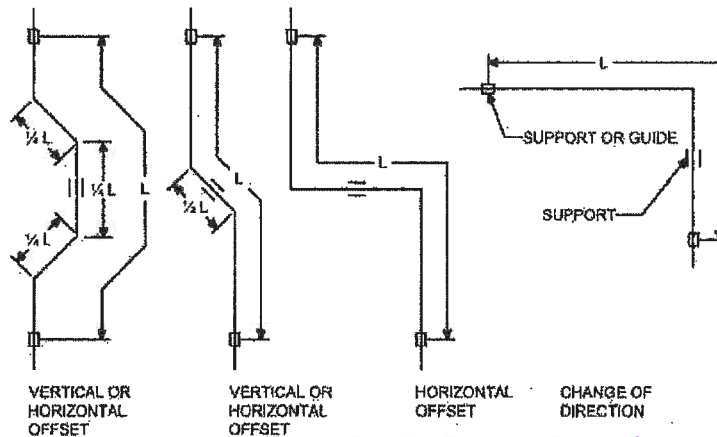 L
SUPPORT OR GUIDE
¼ L
¼ L
L
L
L
½ L
SUPPORT
¼ L
VERTICAL OR
HORIZONTAL
OFFSET
VERTICAL OR
HORIZONTAL
OFFSET
HORIZONTAL
OFFSET
CHANGE OF
DIRECTION